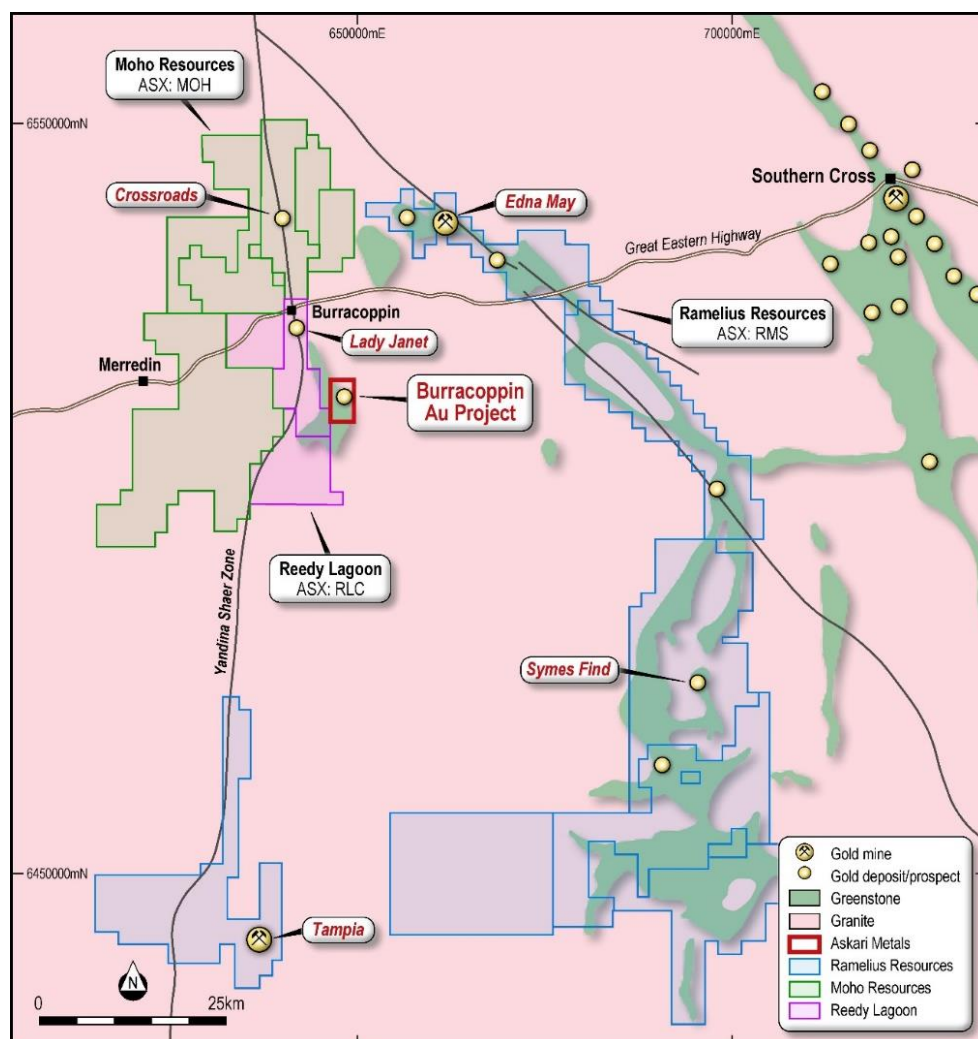 650000mE
700000mE
Moho Resources
ASX: MOH
6550000mN
Southern Cross
Crossroads
Edna May
Great Eastern Highway
Burracoppin
Ramelius Resources
ASX: RMS
Lady Janet
Merredin
Burracoppin
Au Project
Reedy Lagoon
ASX: RLC
Yandina Shaer Zone
Symes Find
6450000mN
Tampia
N
0
25km
Gold mine
Gold deposit/prospect
Greenstone
Granite
Askari Metals
Ramelius Resources
Moho Resources
Reedy Lagoon